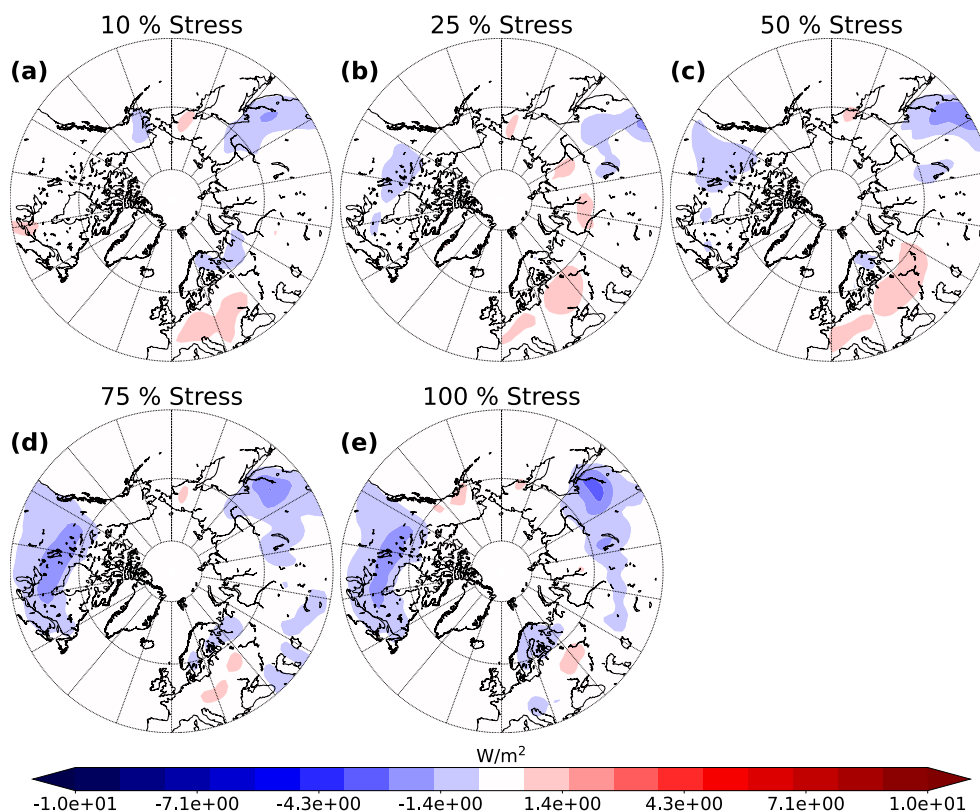 10 % Stress
25 % Stress
50 % Stress
(a)
(b)
(c)
75 % Stress
100 % Stress
(d)
(e)
W/m²
-1.0e+01 -7.1e+00 -4.3e+00 -1.4e+00 1.4e+00 4.3e+00 7.1e+00 1.0e+01